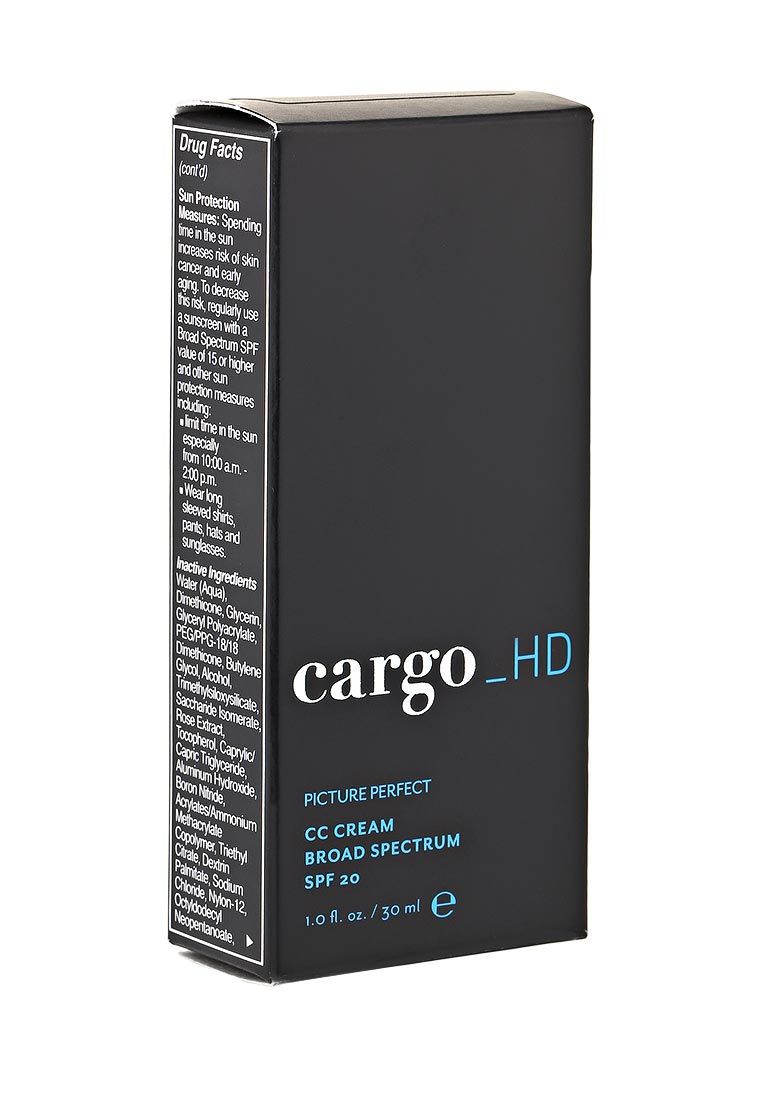 Drug Facts
(cont'd)
Sun Protection
Measures: Spending
time in the sun
increases risk of skin
cancer and early
aging. To decrease
this risk, regularly use
a sunscreen with a
Broad Spectrum SPF
value of 15 or higher
and other sun
protection measures
including:
▪ limit time in the sun
especially
from 10:00 a.m. -
2:00 p.m.
▪ Wear long
sleeved shirts,
pants, hats and
sunglasses.
Inactive Ingredients
Water (Aqua),
Dimethicone, Glycerin,
Glyceryl Polyacrylate,
PEG/PPG-18/18
Dimethicone, Butylene
Glycol, Alcohol,
Trimethylsiloxysilicate,
Saccharide Isomerate,
Rose Extract,
Tocopherol, Caprylic/
Capric Triglyceride,
Aluminum Hydroxide,
Boron Nitride,
Acrylates/Ammonium
Methacrylate
Copolymer, Triethyl
Citrate, Dextrin
Palmitate, Sodium
Chloride, Nylon-12,
Octyldodecyl
Neopentanoate,
cargo_HD
PICTURE PERFECT
CC CREAM
BROAD SPECTRUM
SPF 20
1.0 fl. oz. / 30 ml ℮